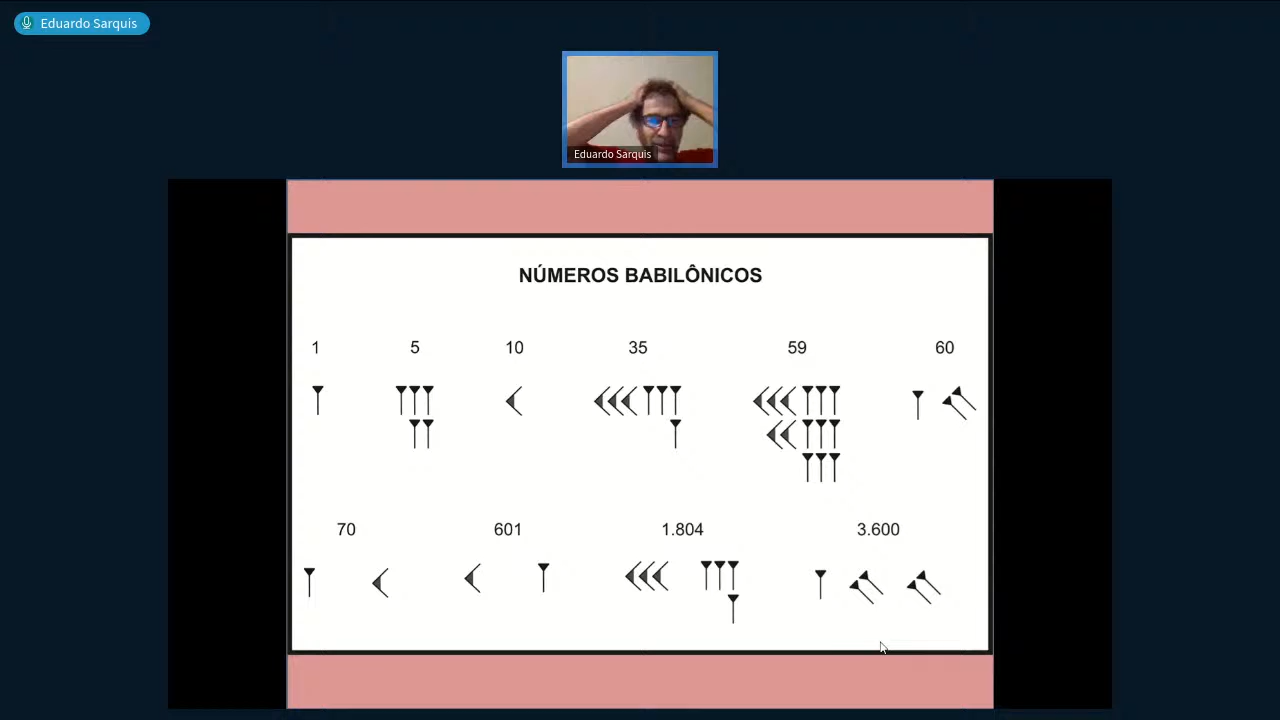 Eduardo Sarquis
Eduardo Sarquis
NÚMEROS BABILÔNICOS
1 5 10 35 59 60
70 601 1.804 3.600